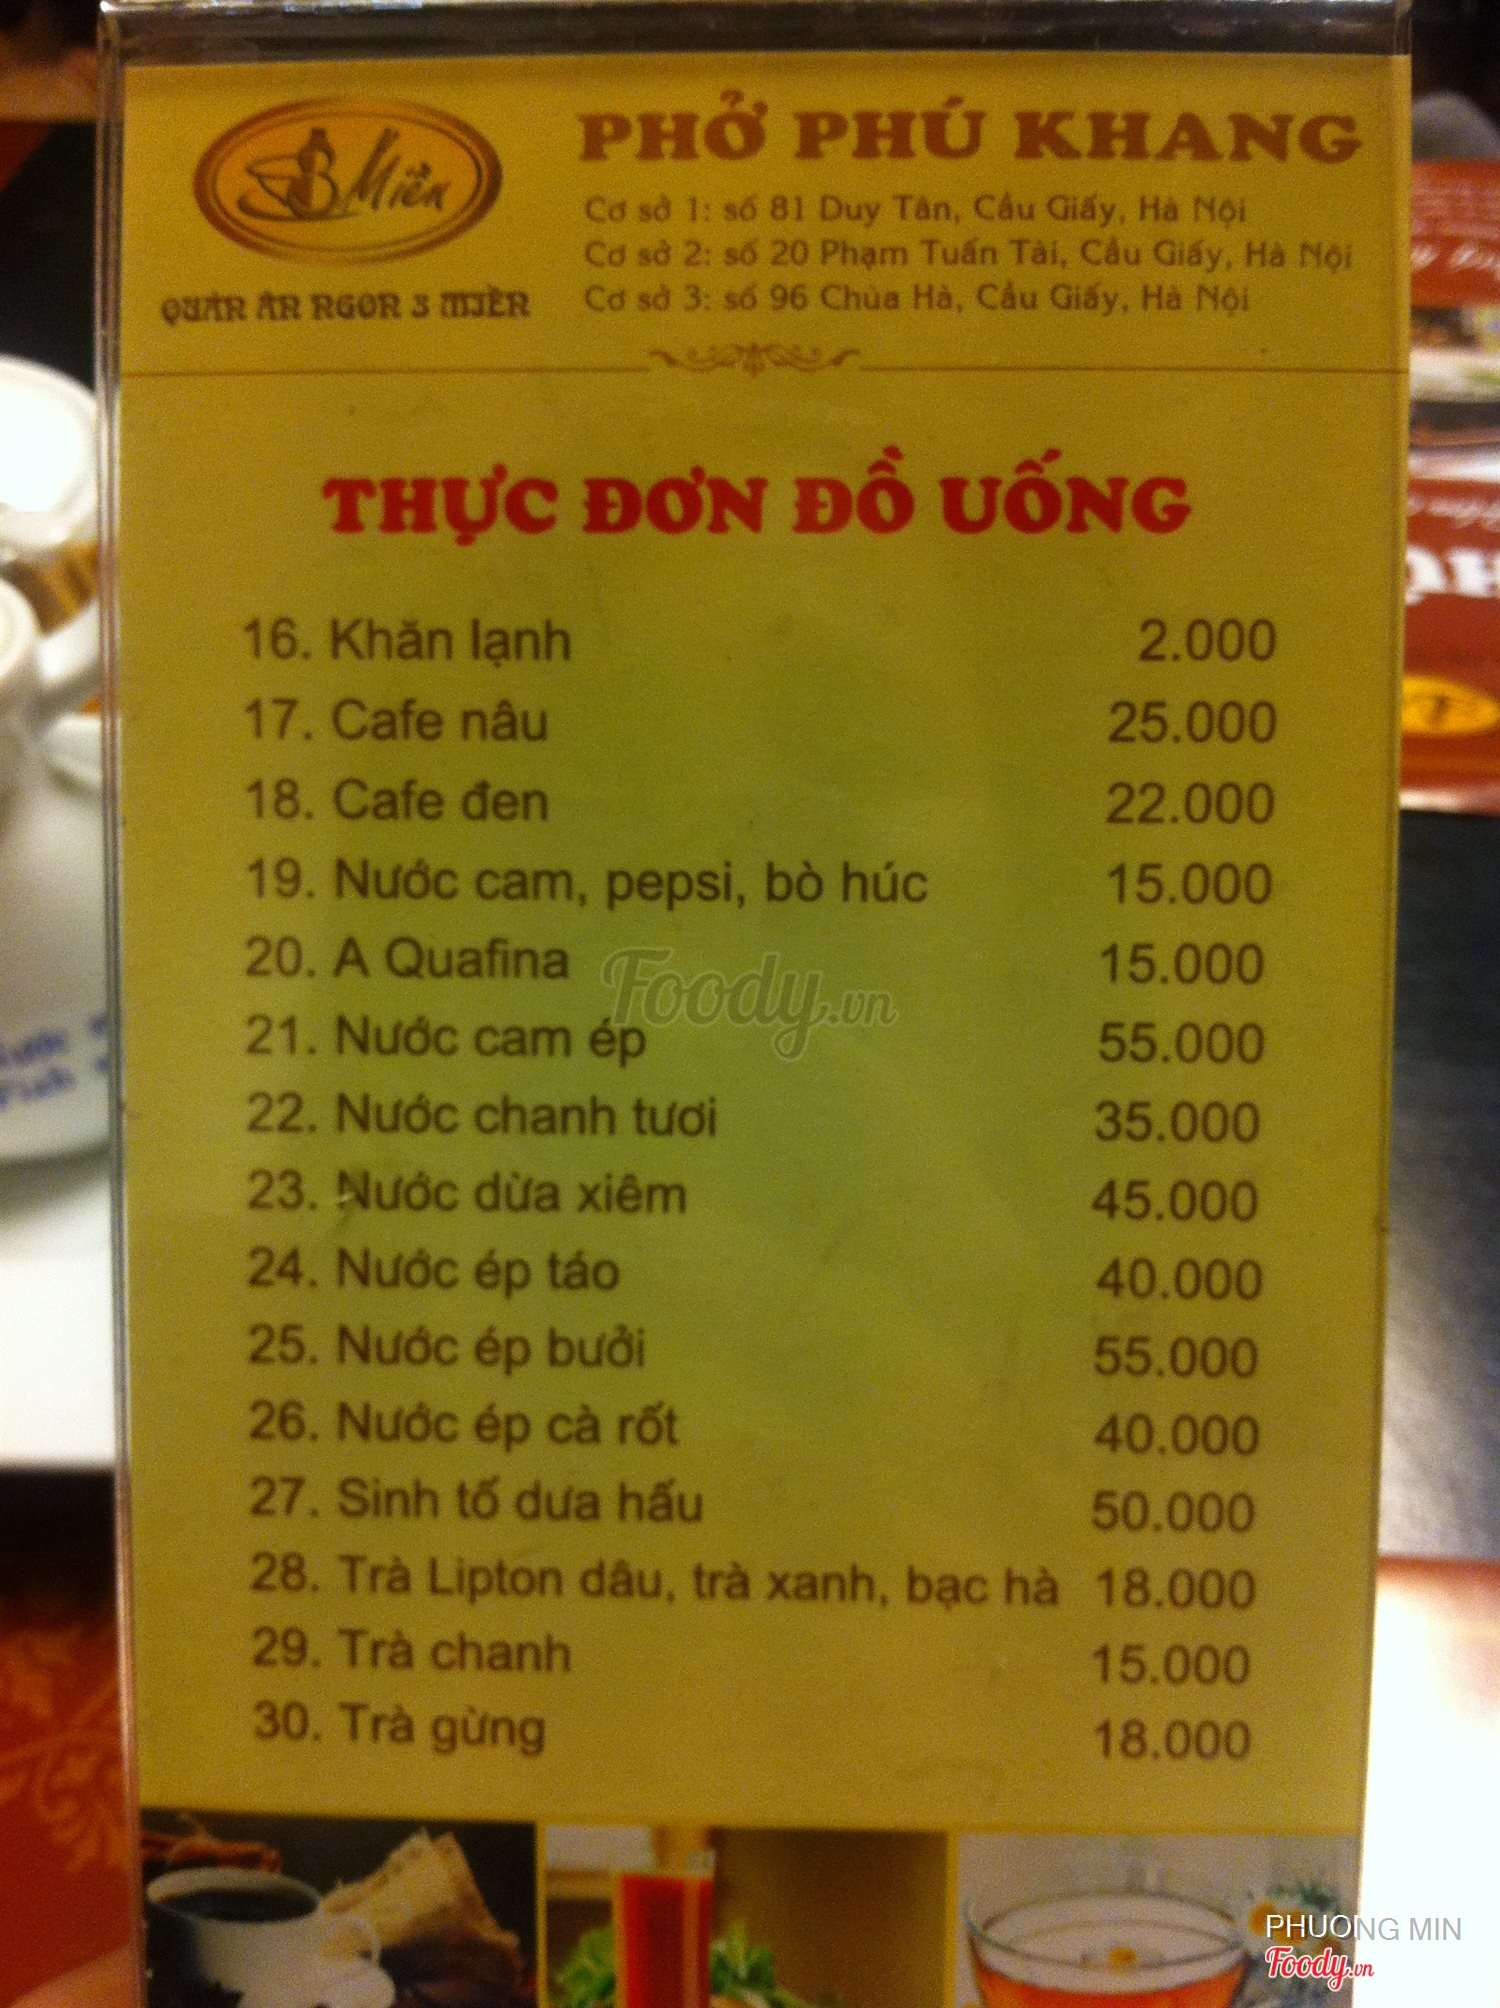 3 Miền
QUÁN ĂN NGON 3 MIỀN
PHỞ PHÚ KHANG
Cơ sở 1: số 81 Duy Tân, Cầu Giấy, Hà Nội
Cơ sở 2: số 20 Phạm Tuấn Tài, Cầu Giấy, Hà Nội
Cơ sở 3: số 96 Chùa Hà, Cầu Giấy, Hà Nội
THỰC ĐƠN ĐỒ UỐNG
16. Khăn lạnh 2.000
17. Cafe nâu 25.000
18. Cafe đen 22.000
19. Nước cam, pepsi, bò húc 15.000
20. A Quafina 15.000
Foody.vn
21. Nước cam ép 55.000
22. Nước chanh tươi 35.000
23. Nước dừa xiêm 45.000
24. Nước ép táo 40.000
25. Nước ép bưởi 55.000
26. Nước ép cà rốt 40.000
27. Sinh tố dưa hấu 50.000
28. Trà Lipton dâu, trà xanh, bạc hà 18.000
29. Trà chanh 15.000
30. Trà gừng 18.000
PHUONG MIN
Foody.vn